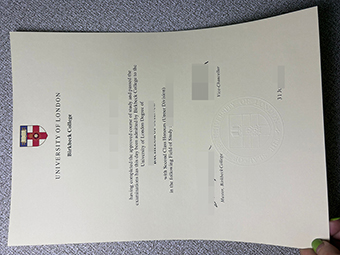 UNIVERSITY OF LONDON
Birkbeck College
having completed the approved course of study and passed the
examinations has this day been admitted by Birkbeck College to the
University of London Degree of
with Second Class Honours (Upper Division)
in the following Field of Study
Master, Birkbeck College
Vice-Chancellor